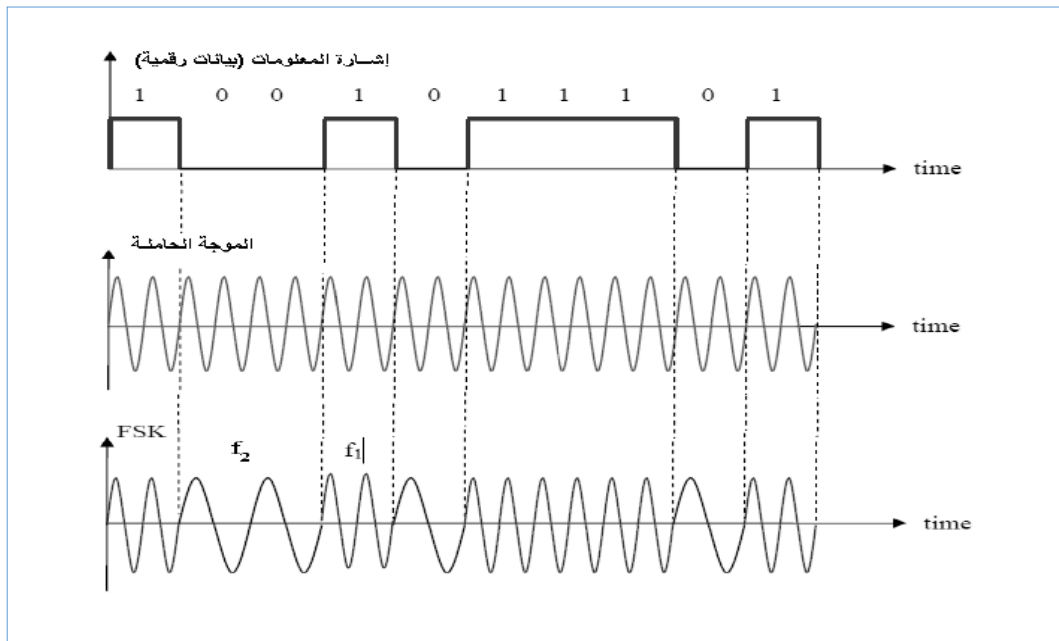 إشارة المعلومات (بيانات رقمية)
1 0 0 1 0 1 1 1 0 1
time
الموجة الحاملة
time
FSK
f₂ f₁
time